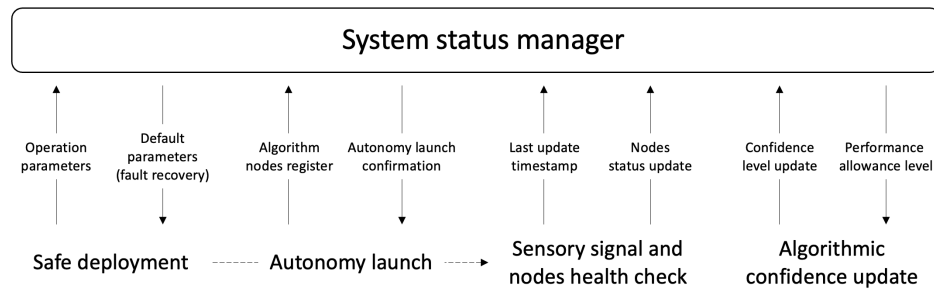 System status manager
Operation
parameters
Default
parameters
(fault recovery)
Algorithm
nodes register
Autonomy launch
confirmation
Last update
timestamp
Nodes
status update
Confidence
level update
Performance
allowance level
Safe deployment
Autonomy launch
Sensory signal and
nodes health check
Algorithmic
confidence update